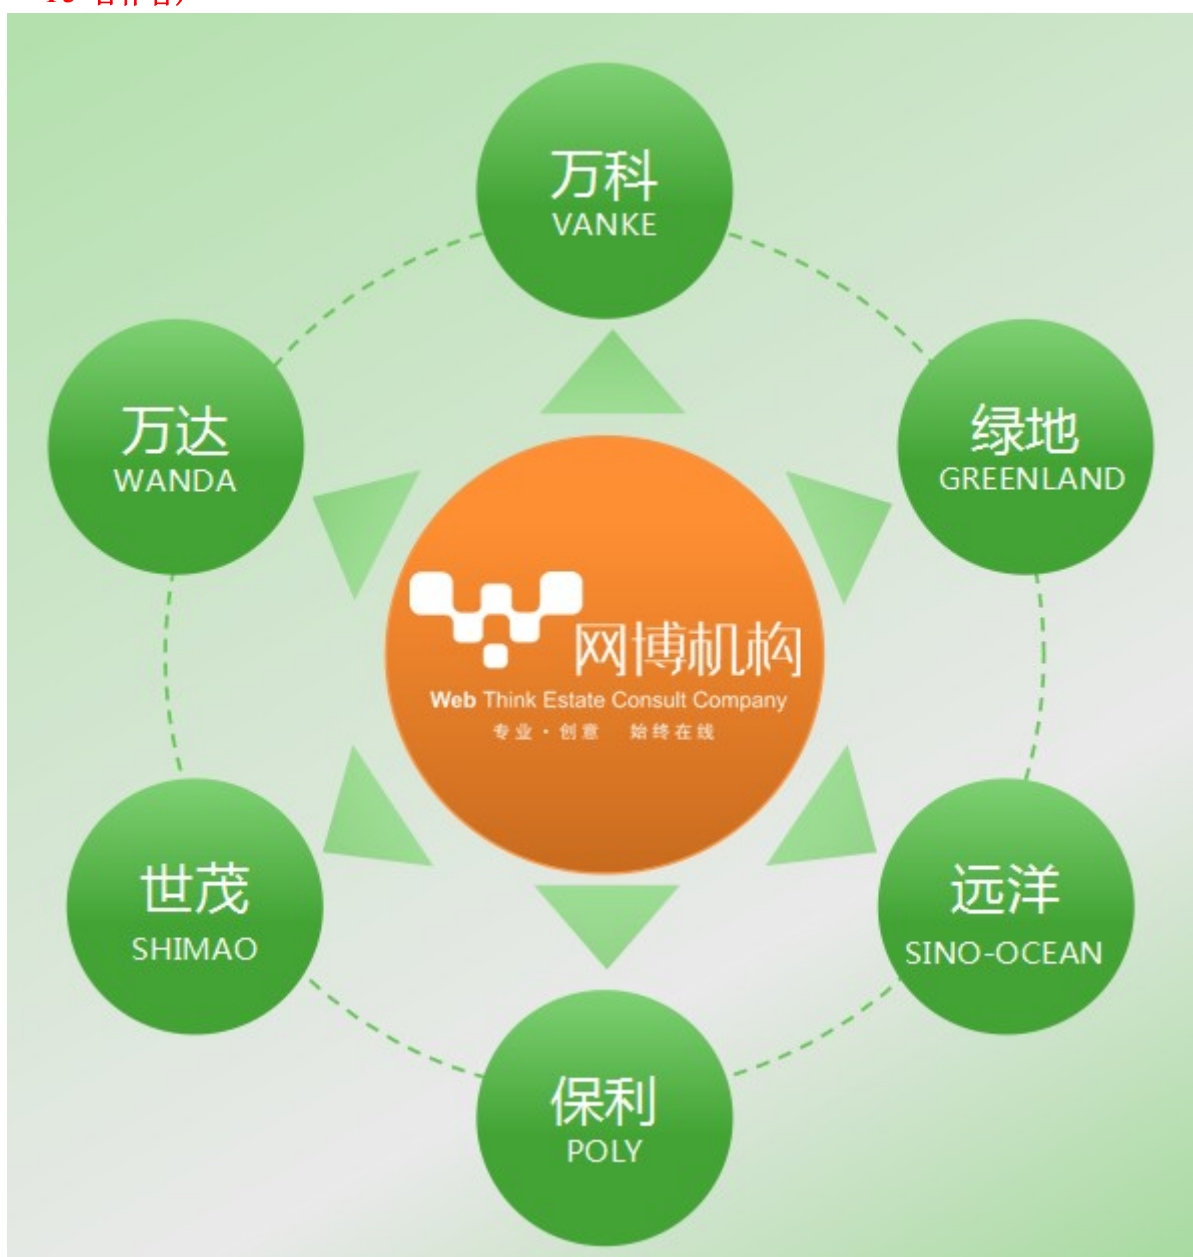 万科
VANKE
万达
WANDA
绿地
GREENLAND
网博机构
Web Think Estate Consult Company
专业·创意 始终在线
世茂
SHIMAO
远洋
SINO-OCEAN
保利
POLY